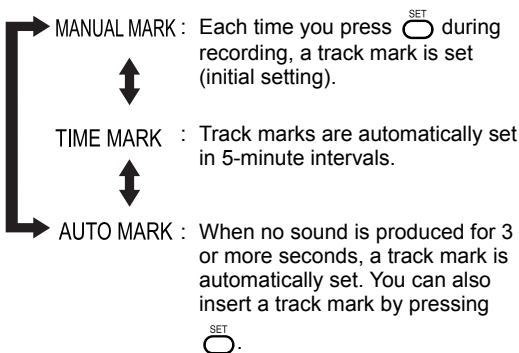 SET
MANUAL MARK : Each time you press during
recording, a track mark is set
(initial setting).
TIME MARK : Track marks are automatically set
in 5-minute intervals.
AUTO MARK : When no sound is produced for 3
or more seconds, a track mark is
automatically set. You can also
insert a track mark by pressing
SET
.